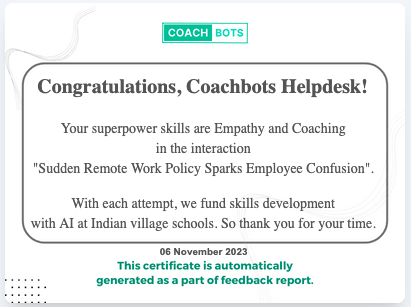 COACH BOTS
Congratulations, Coachbots Helpdesk!
Your superpower skills are Empathy and Coaching
in the interaction
"Sudden Remote Work Policy Sparks Employee Confusion".
With each attempt, we fund skills development
with AI at Indian village schools. So thank you for your time.
06 November 2023
This certificate is automatically
generated as a part of feedback report.